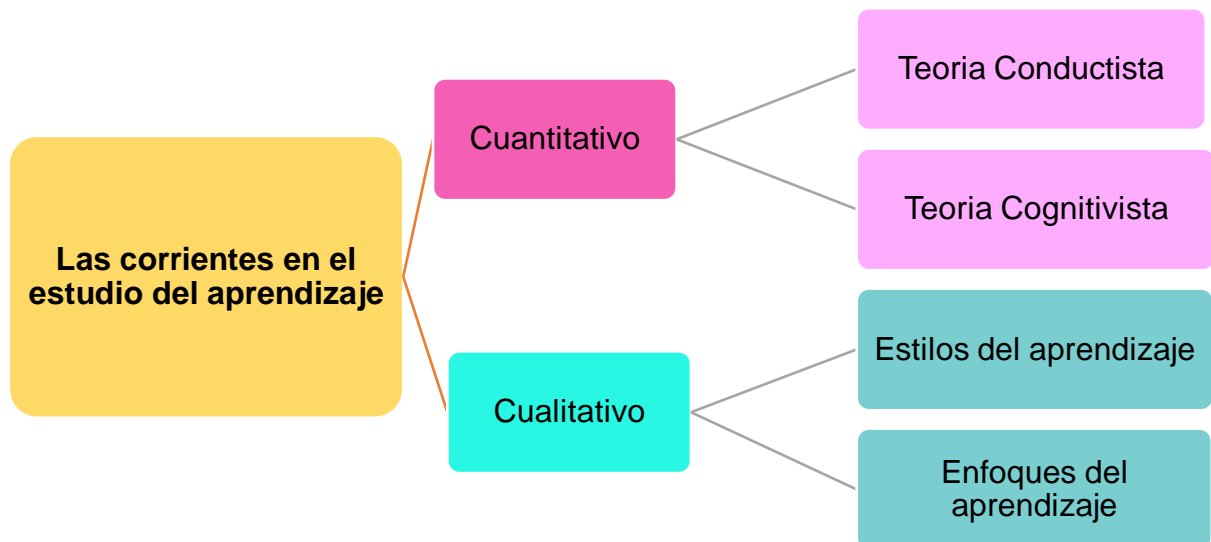 Las corrientes en el
estudio del aprendizaje
Cuantitativo
Teoria Conductista
Teoria Cognitivista
Cualitativo
Estilos del aprendizaje
Enfoques del
aprendizaje